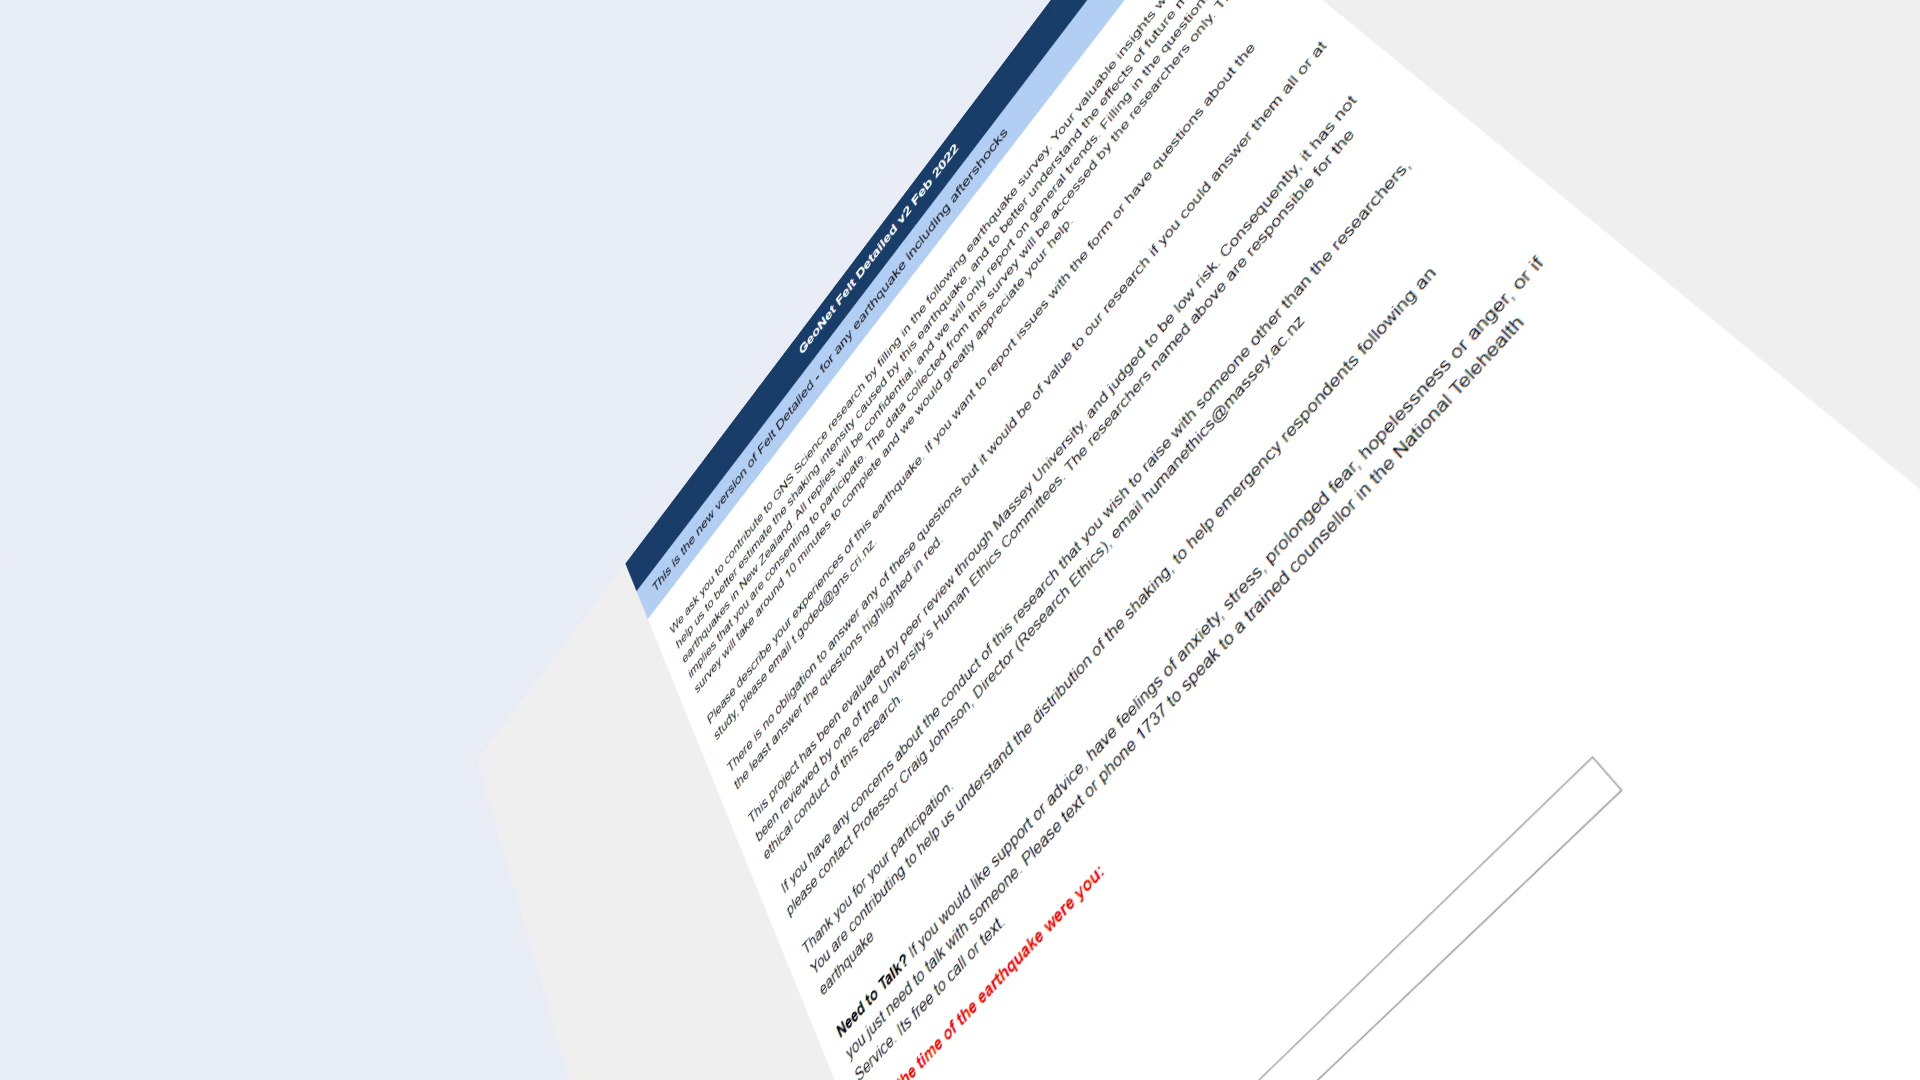 GeoNet Felt Detailed v2 Feb 2022
This is the new version of Felt Detailed - for any earthquake including aftershocks
We ask you to contribute to GNS Science research by filling in the following earthquake survey. Your valuable insights
help us to better estimate the shaking intensity caused by this earthquake, and to better understand the effects of future
earthquakes in New Zealand. All replies will be confidential, and we will only report on general trends. Filling in the
implies that you are consenting to participate. The data collected from this survey will be accessed by the researchers only.
survey will take around 10 minutes to complete and we would greatly appreciate your help.
Please describe your experiences of this earthquake. If you want to report issues with the form or have questions about the
study, please email t.goded@gns.cri.nz.
There is no obligation to answer any of these questions but it would be of value to our research if you could answer them all or at
the least answer the questions highlighted in red.
This project has been evaluated by peer review through Massey University, and judged to be low risk. Consequently, it has not
been reviewed by one of the University's Human Ethics Committees. The researchers named above are responsible for the
ethical conduct of this research.
If you have any concerns about the conduct of this research that you wish to raise with someone other than the researchers,
please contact Professor Craig Johnson, Director (Research Ethics), email humanethics@massey.ac.nz
Thank you for your participation.
You are contributing to help us understand the distribution of the shaking, to help emergency respondents following an
earthquake
Need to Talk? If you would like support or advice, have feelings of anxiety, stress, prolonged fear, hopelessness or anger, or if
you just need to talk with someone. Please text or phone 1737 to speak to a trained counsellor in the National Telehealth
Service. Its free to call or text.
time of the earthquake were you: